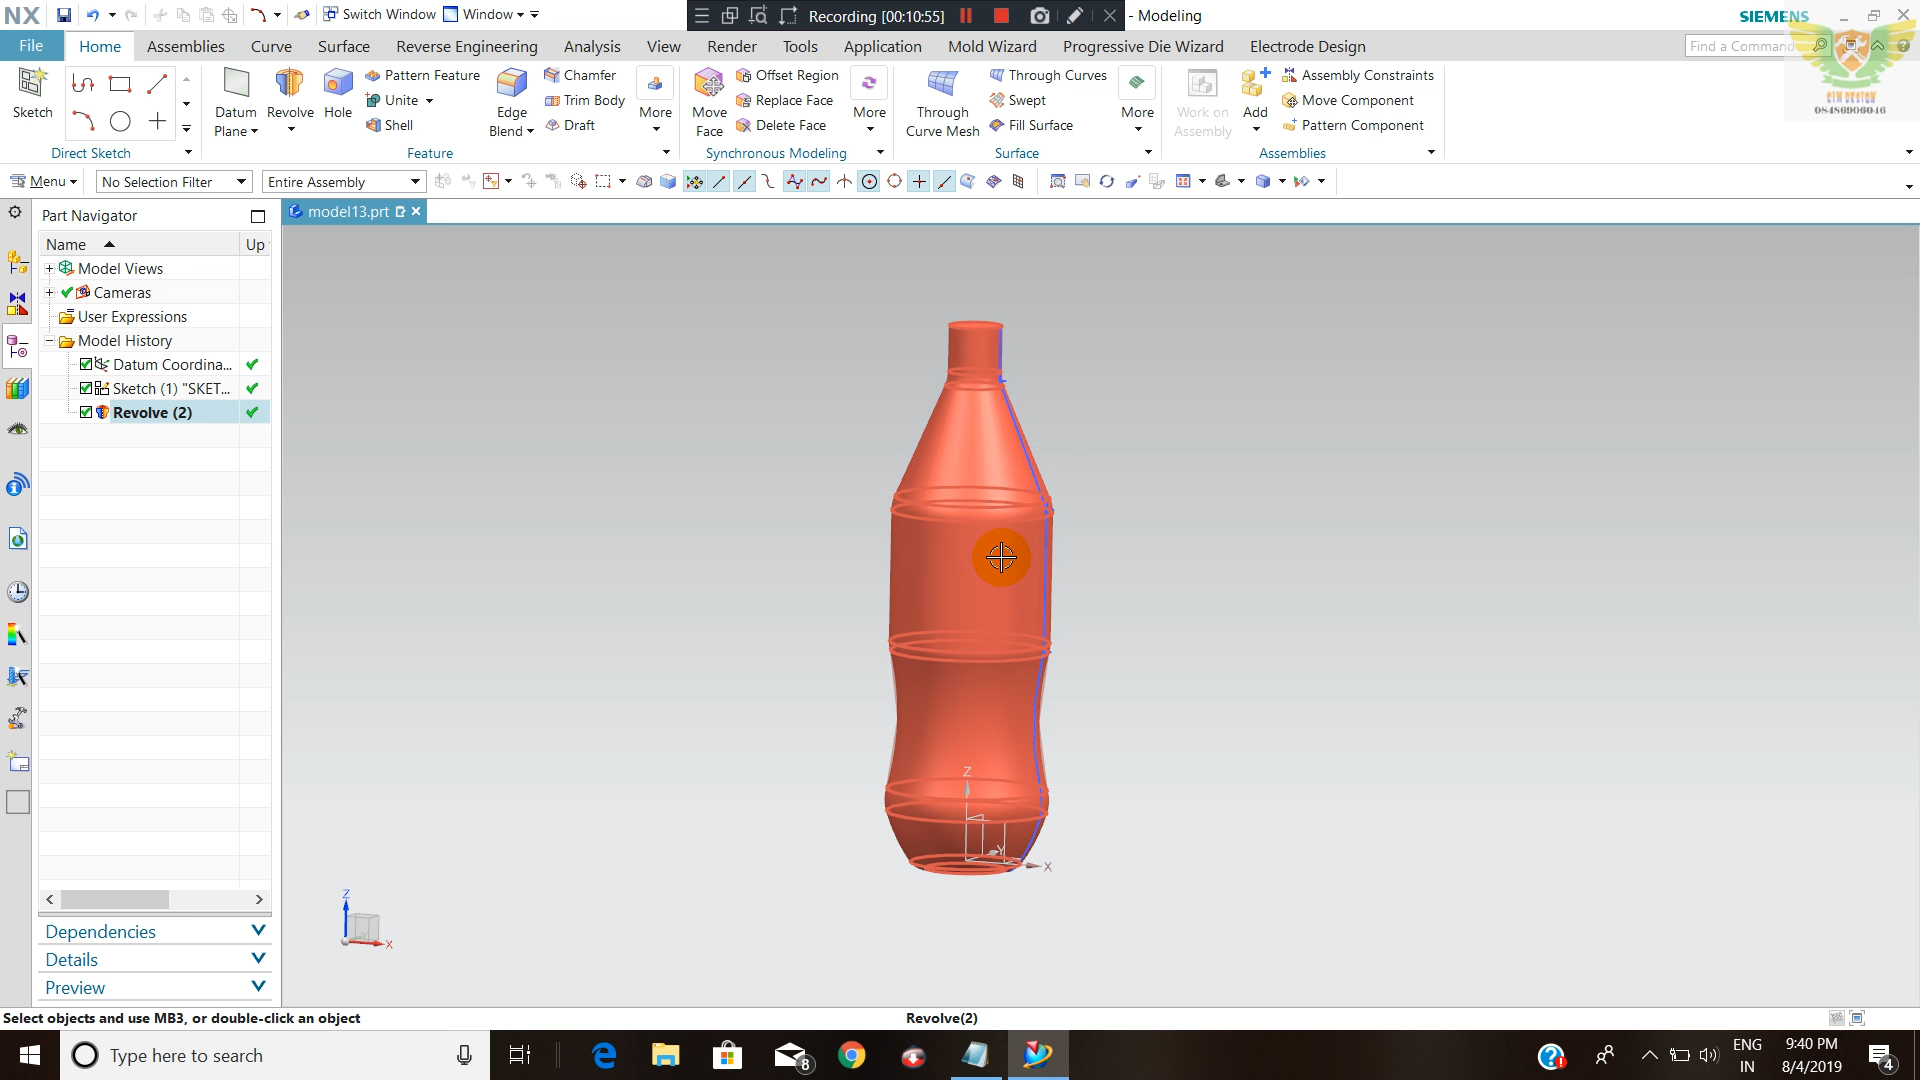 NX
Switch Window
Window
Recording [00:10:55]
- Modeling
SIEMENS
File
Home
Assemblies
Curve
Surface
Reverse Engineering
Analysis
View
Render
Tools
Application
Mold Wizard
Progressive Die Wizard
Electrode Design
Find a Command
Sketch
Direct Sketch
Datum Plane
Revolve
Hole
Pattern Feature
Unite
Shell
Edge Blend
Chamfer
Trim Body
Draft
More
Feature
Move Face
Offset Region
Replace Face
Delete Face
More
Synchronous Modeling
Through Curve Mesh
Through Curves
Swept
Fill Surface
More
Surface
Work on Assembly
Add
Assembly Constraints
Move Component
Pattern Component
Assemblies
CTM DESIGN
08486906046
Menu
No Selection Filter
Entire Assembly
Part Navigator
model13.prt
Name
Up
Model Views
Cameras
User Expressions
Model History
Datum Coordina...
Sketch (1) "SKET...
Revolve (2)
Z
Y
X
Z
Y
X
Dependencies
Details
Preview
Select objects and use MB3, or double-click an object
Revolve(2)
Type here to search
8
ENG
IN
9:40 PM
8/4/2019
4